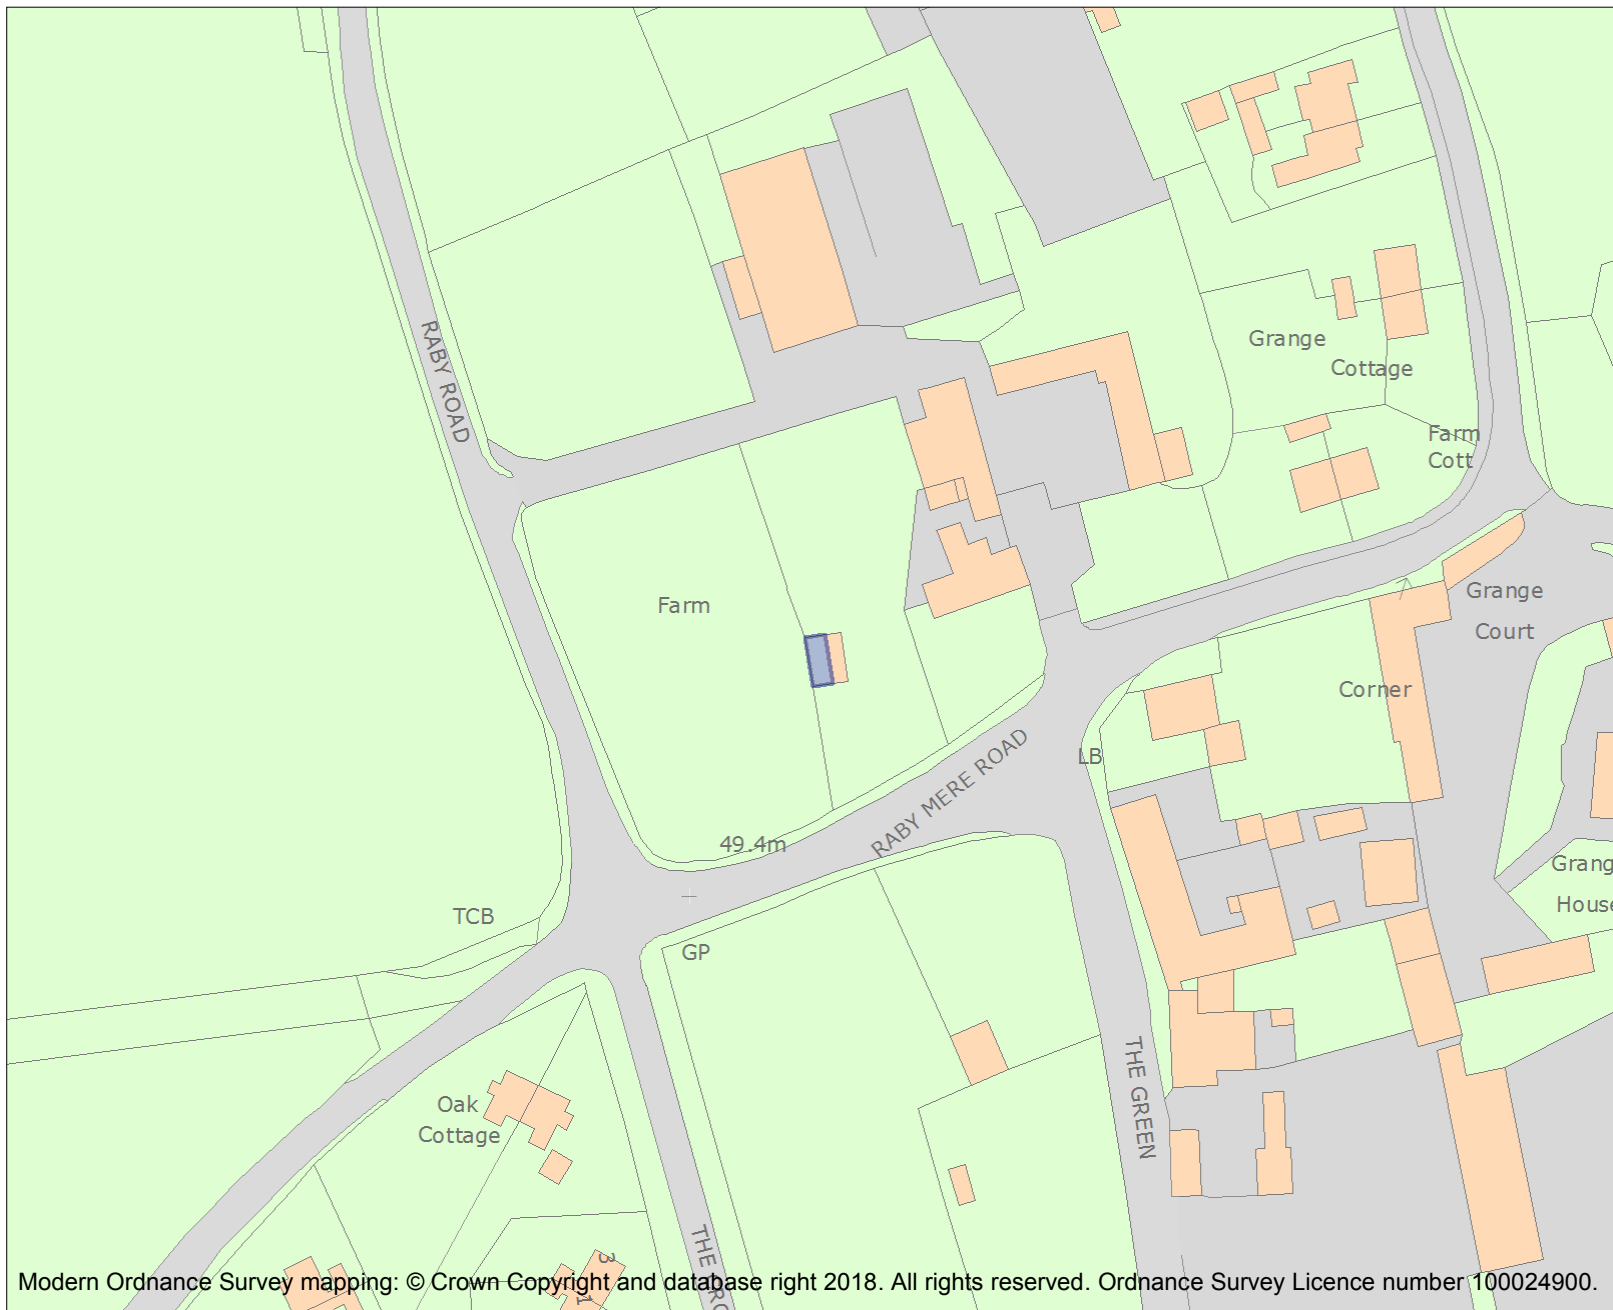 RABY ROAD
Grange
Cottage
Farm
Cott
Farm
Grange
Court
Corner
LB
RABY MERE ROAD
49.4m
TCB
GP
Grang
House
THE GREEN
Oak
Cottage
3
1
Modern Ordnance Survey mapping: © Crown Copyright and database right 2018. All rights reserved. Ordnance Survey Licence number 100024900.